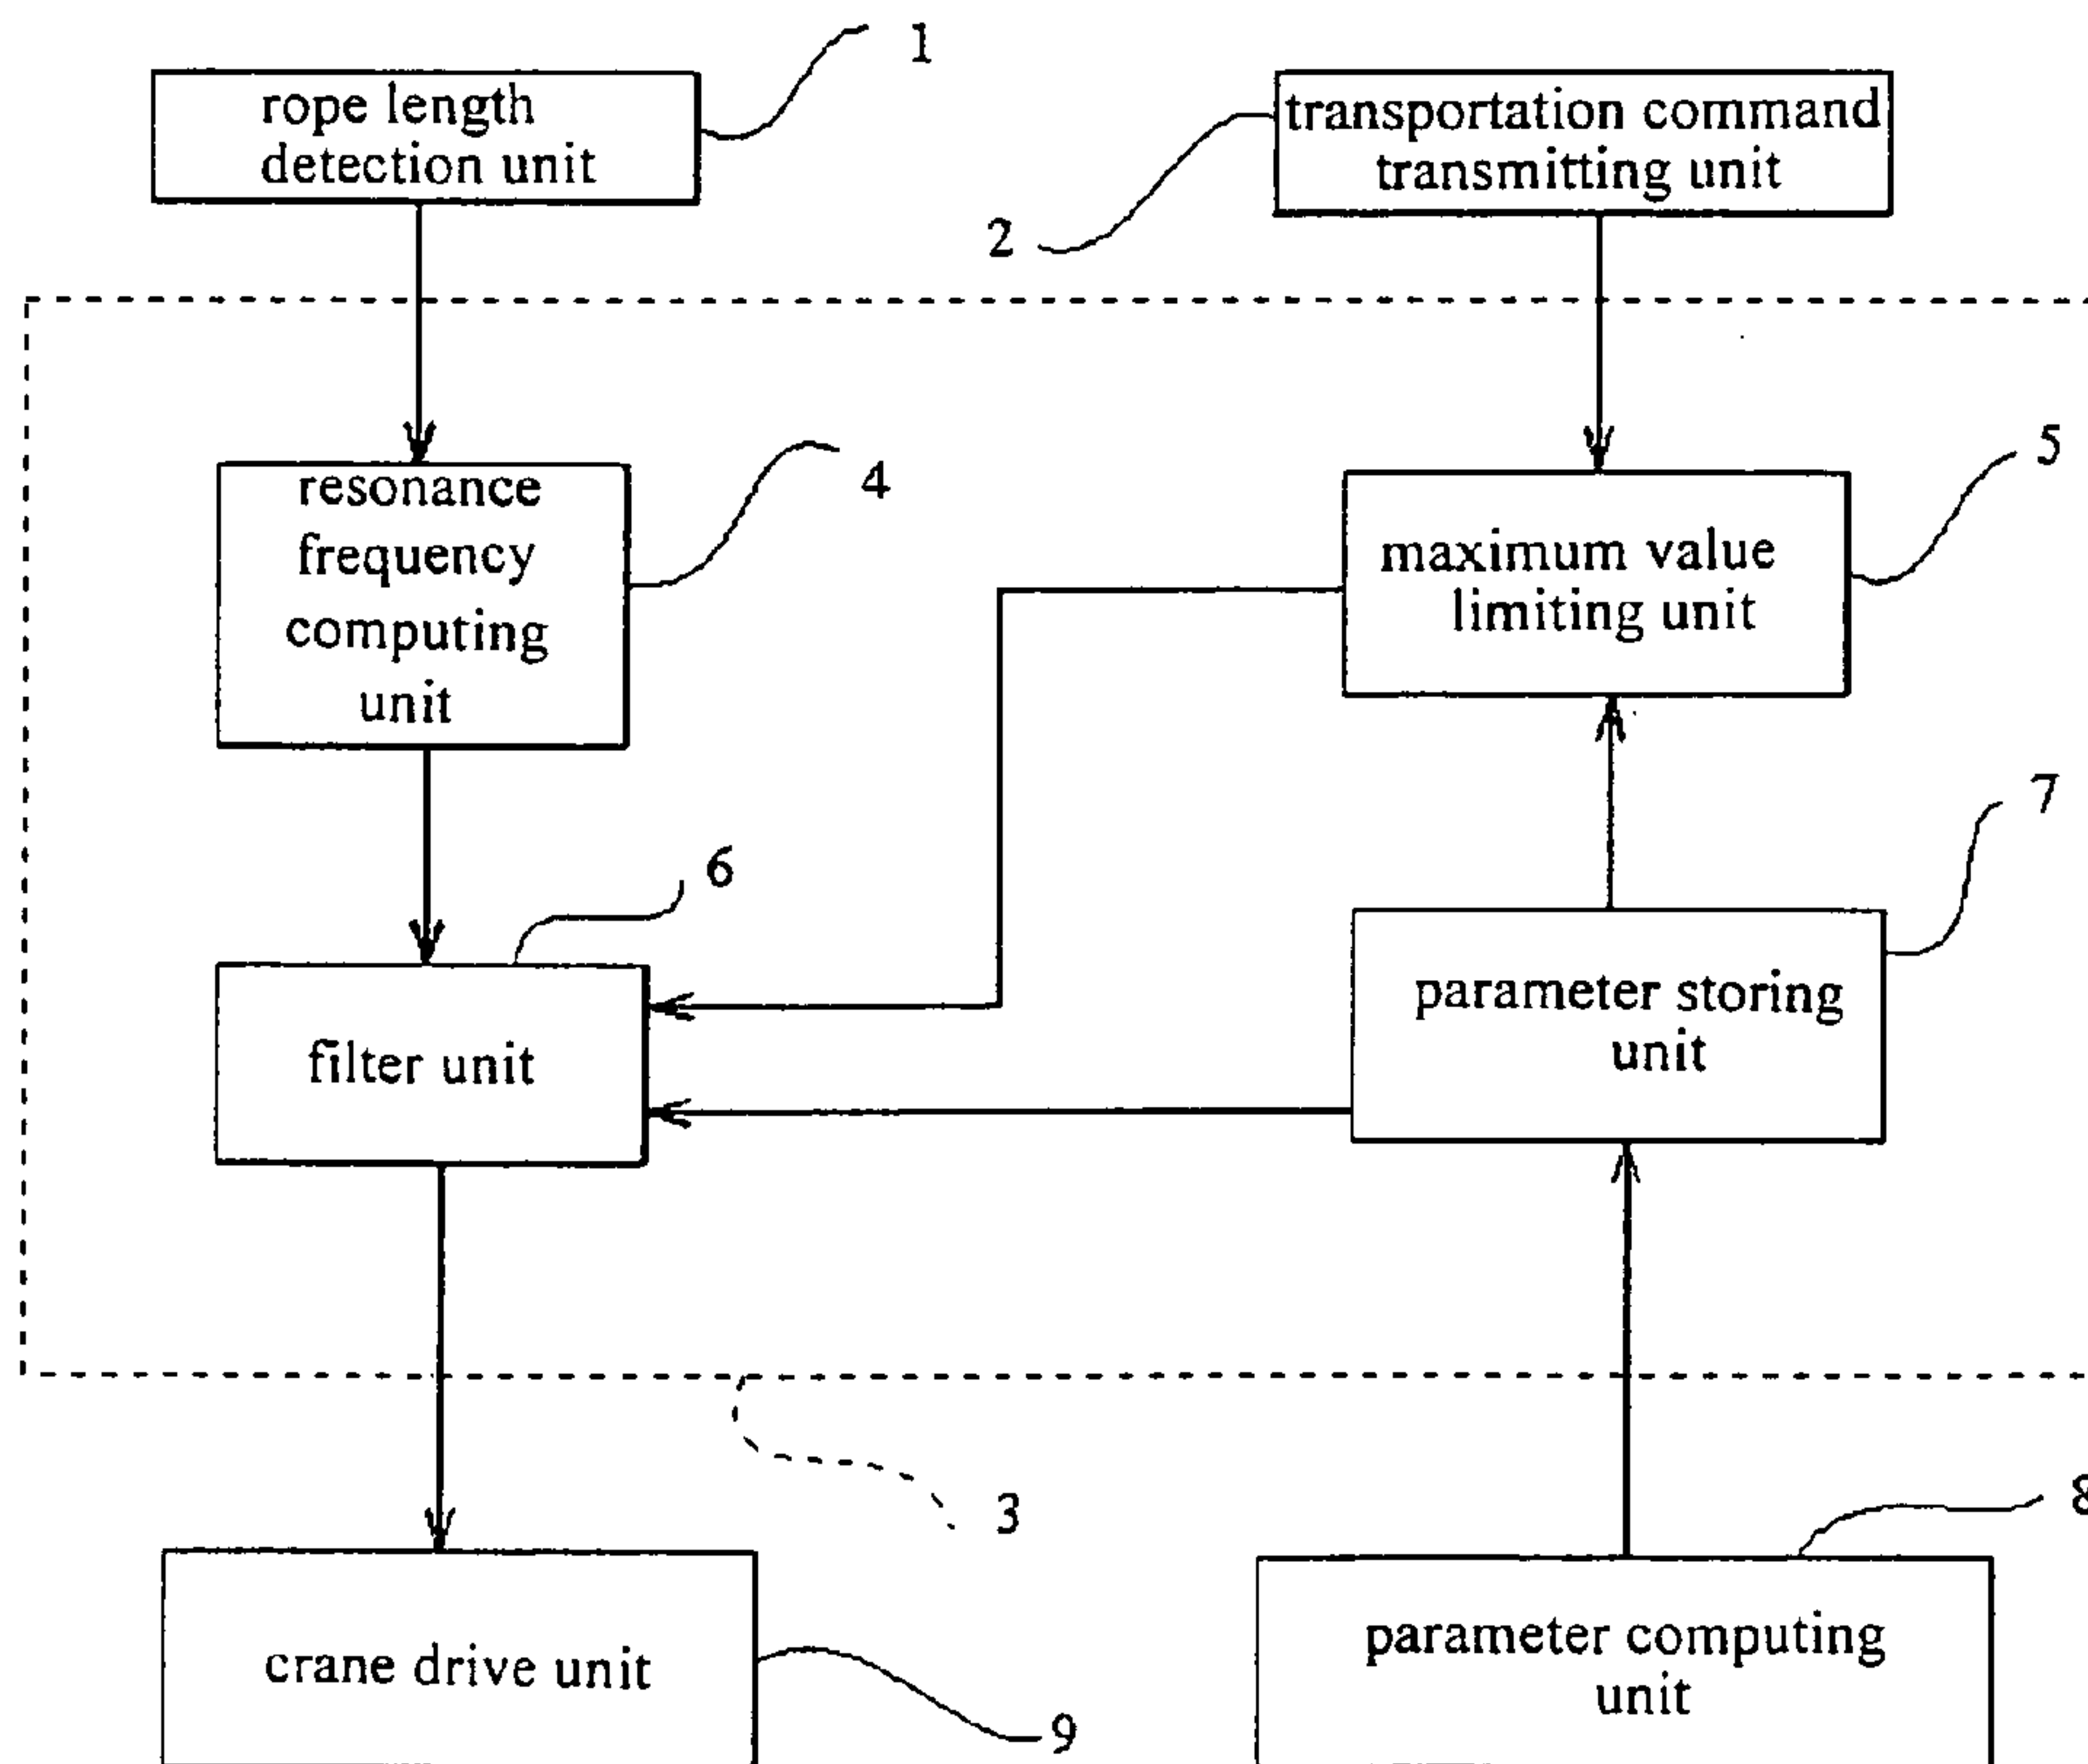 1
rope length
detection unit
transportation command
transmitting unit
2
4
5
resonance
frequency
computing
unit
maximum value
limiting unit
7
6
parameter storing
unit
filter unit
3
8
crane drive unit
parameter computing
unit
9